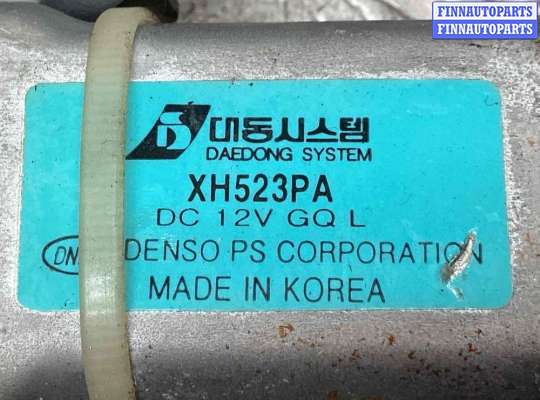 FINNAUTOPARTS
FINNAUTOPARTS
대동시스템
DAEDONG SYSTEM
XH523PA
DC 12V GQ L
DN DENSO PS CORPORATION
MADE IN KOREA